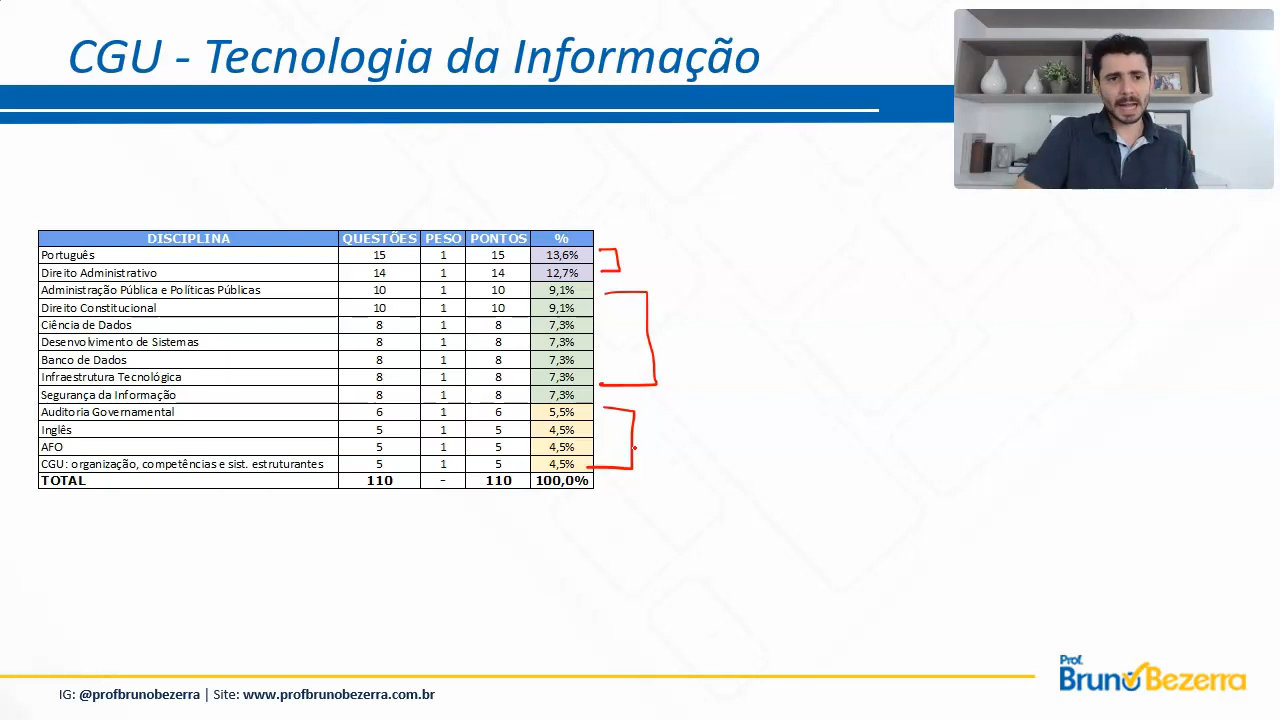 CGU - Tecnologia da Informação
DISCIPLINA QUESTÕES PESO PONTOS %
Português 15 1 15 13,6%
Direito Administrativo 14 1 14 12,7%
Administração Pública e Políticas Públicas 10 1 10 9,1%
Direito Constitucional 10 1 10 9,1%
Ciência de Dados 8 1 8 7,3%
Desenvolvimento de Sistemas 8 1 8 7,3%
Banco de Dados 8 1 8 7,3%
Infraestrutura Tecnológica 8 1 8 7,3%
Segurança da Informação 8 1 8 7,3%
Auditoria Governamental 6 1 6 5,5%
Inglês 5 1 5 4,5%
AFO 5 1 5 4,5%
CGU: organização, competências e sist. estruturantes 5 1 5 4,5%
TOTAL 110 - 110 100,0%
IG: @profbrunobezerra | Site: www.profbrunobezerra.com.br
Prof.
Bruno Bezerra